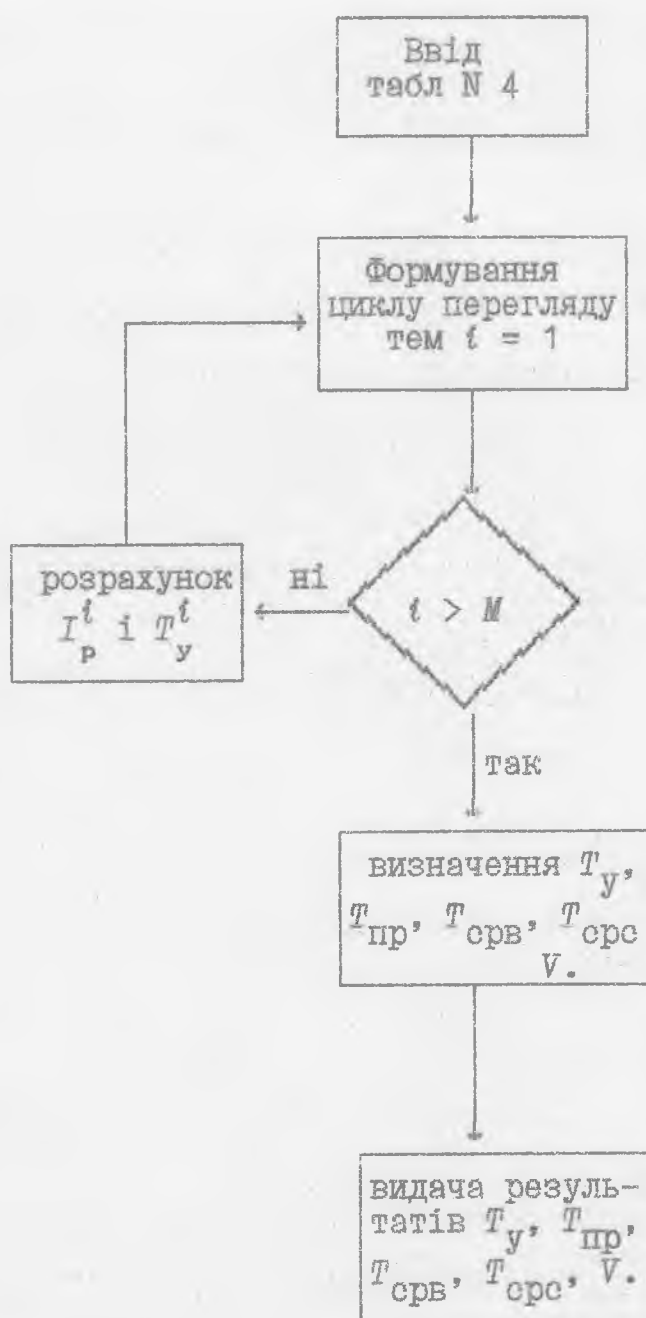 Ввід
табл N 4
Формування
циклу перегляду
тем i = 1
розрахунок
I_р^i і T_у^i
ні
i > M
так
визначення T_у,
T_пр, T_срв, T_срс
V.
видача резуль-
татів T_у, T_пр,
T_срв, T_срс, V.